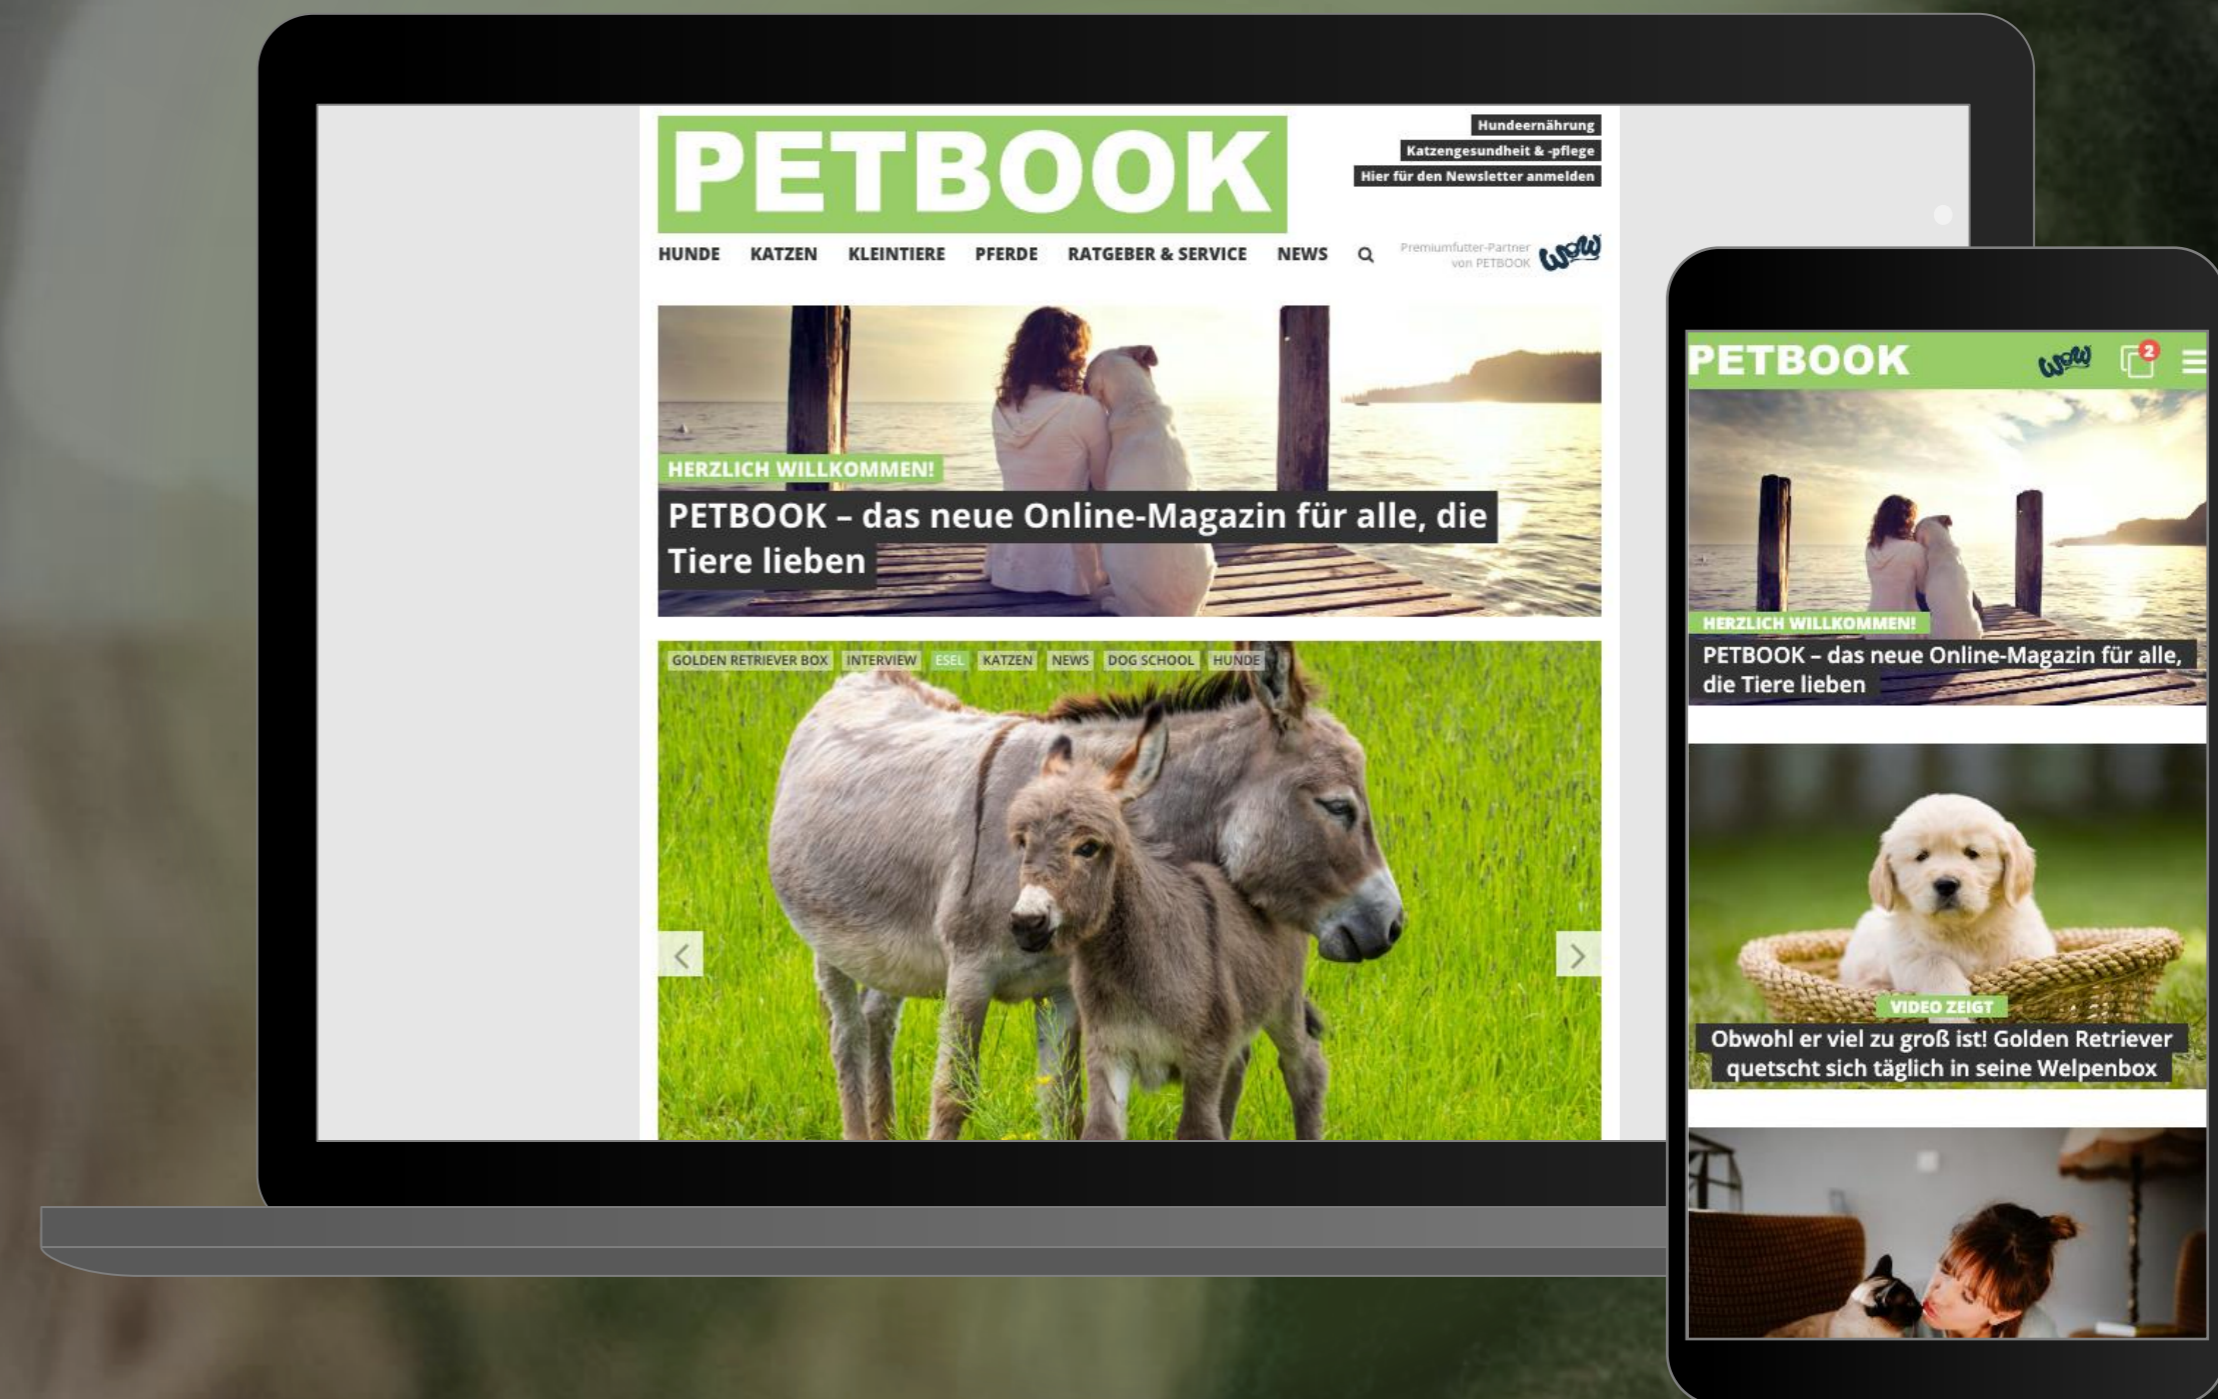 PETBOOK
Hundeernährung
Katzengesundheit & -pflege
Hier für den Newsletter anmelden
HUNDE KATZEN KLEINTIERE PFERDE RATGEBER & SERVICE NEWS
Premiumfutter-Partner
von PETBOOK
wow
HERZLICH WILLKOMMEN!
PETBOOK – das neue Online-Magazin für alle, die
Tiere lieben
GOLDEN RETRIEVER BOX INTERVIEW ESEL KATZEN NEWS DOG SCHOOL HUNDE
PETBOOK wow 2
HERZLICH WILLKOMMEN!
PETBOOK – das neue Online-Magazin für alle,
die Tiere lieben
VIDEO ZEIGT
Obwohl er viel zu groß ist! Golden Retriever
quetscht sich täglich in seine Welpenbox